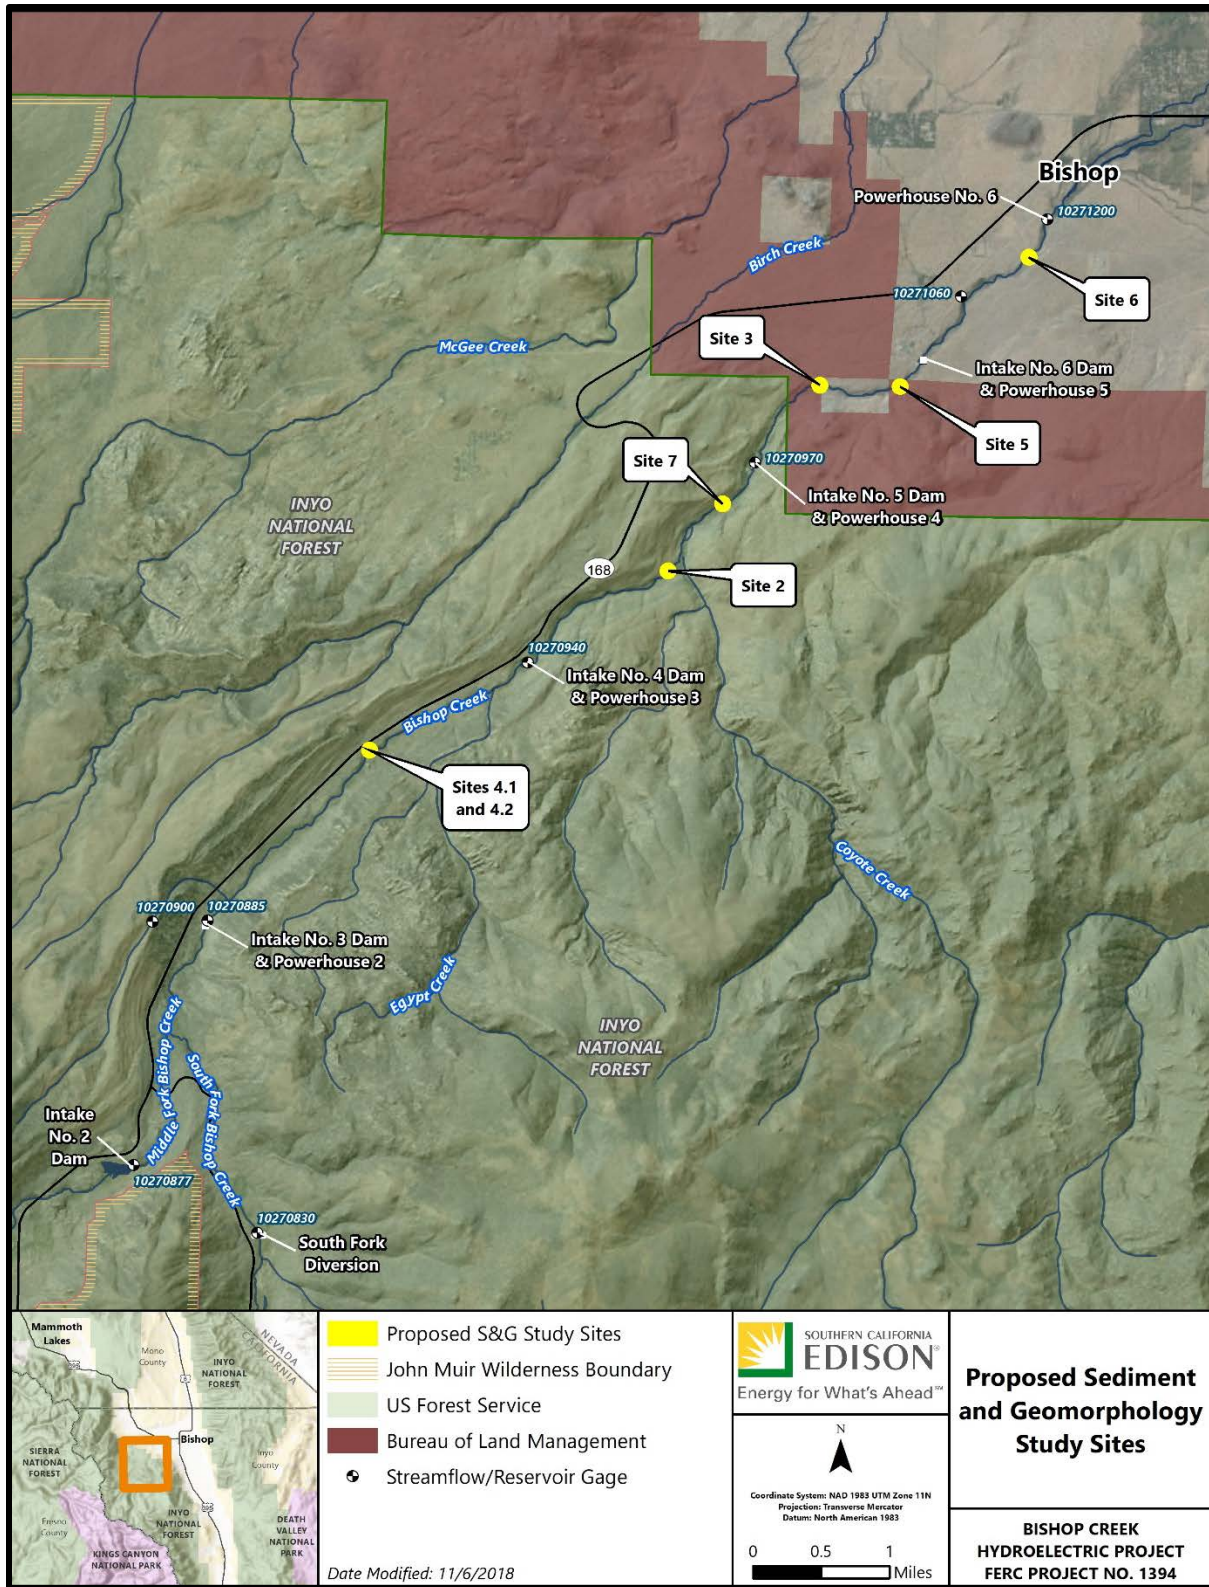 Bishop
Powerhouse No. 6
10271200
Birch Creek
10271060
Site 6
Site 3
McGee Creek
Intake No. 6 Dam
& Powerhouse 5
Site 5
Site 7
10270970
Intake No. 5 Dam
& Powerhouse 4
INYO
NATIONAL
FOREST
168
Site 2
10270940
Intake No. 4 Dam
& Powerhouse 3
Bishop Creek
Sites 4.1
and 4.2
Coyote Creek
10270900
10270885
Intake No. 3 Dam
& Powerhouse 2
Egypt Creek
INYO
NATIONAL
FOREST
Middle Fork Bishop Creek
South Fork Bishop Creek
Intake
No. 2
Dam
10270877
10270830
South Fork
Diversion
Mammoth
Lakes
Mono
County
NEVADA
CALIFORNIA
395
6
INYO
NATIONAL
FOREST
Bishop
SIERRA
NATIONAL
FOREST
Inyo
County
395
Fresno
County
INYO
NATIONAL
FOREST
DEATH
VALLEY
NATIONAL
PARK
KINGS CANYON
NATIONAL PARK
Proposed S&G Study Sites
John Muir Wilderness Boundary
US Forest Service
Bureau of Land Management
Streamflow/Reservoir Gage
Date Modified: 11/6/2018
SOUTHERN CALIFORNIA
EDISON®
Energy for What's Ahead℠
N
Coordinate System: NAD 1983 UTM Zone 11N
Projection: Transverse Mercator
Datum: North American 1983
0 0.5 1
Miles
Proposed Sediment
and Geomorphology
Study Sites
BISHOP CREEK
HYDROELECTRIC PROJECT
FERC PROJECT NO. 1394